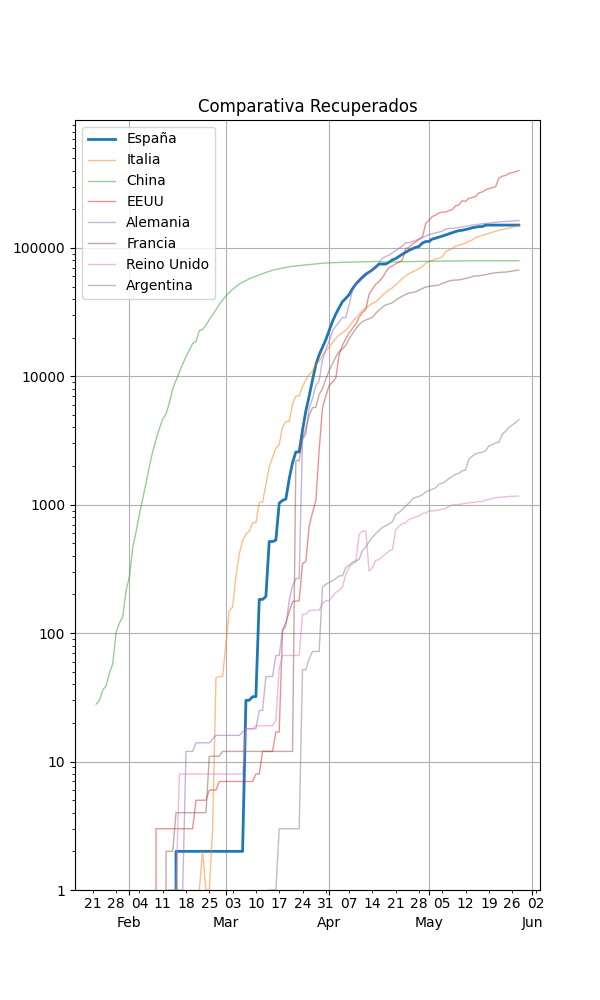 Comparativa Recuperados
España
Italia
China
EEUU
Alemania
Francia
Reino Unido
Argentina
100000
10000
1000
100
10
1
21 28 04 11 18 25 03 10 17 24 31 07 14 21 28 05 12 19 26 02
Feb Mar Apr May Jun